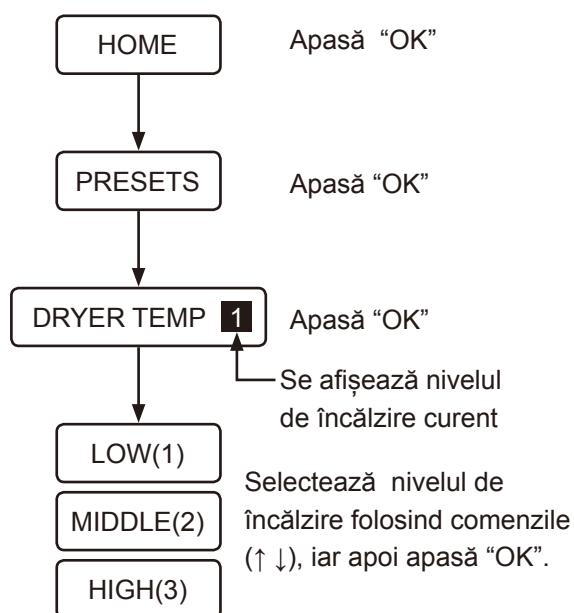 HOME
Apasă “OK”
PRESETS
Apasă “OK”
DRYER TEMP 1
Apasă “OK”
Se afișează nivelul
de încălzire curent
LOW(1)
MIDDLE(2)
HIGH(3)
Selectează nivelul de
încălzire folosind comenzile
(↑ ↓), iar apoi apasă “OK”.